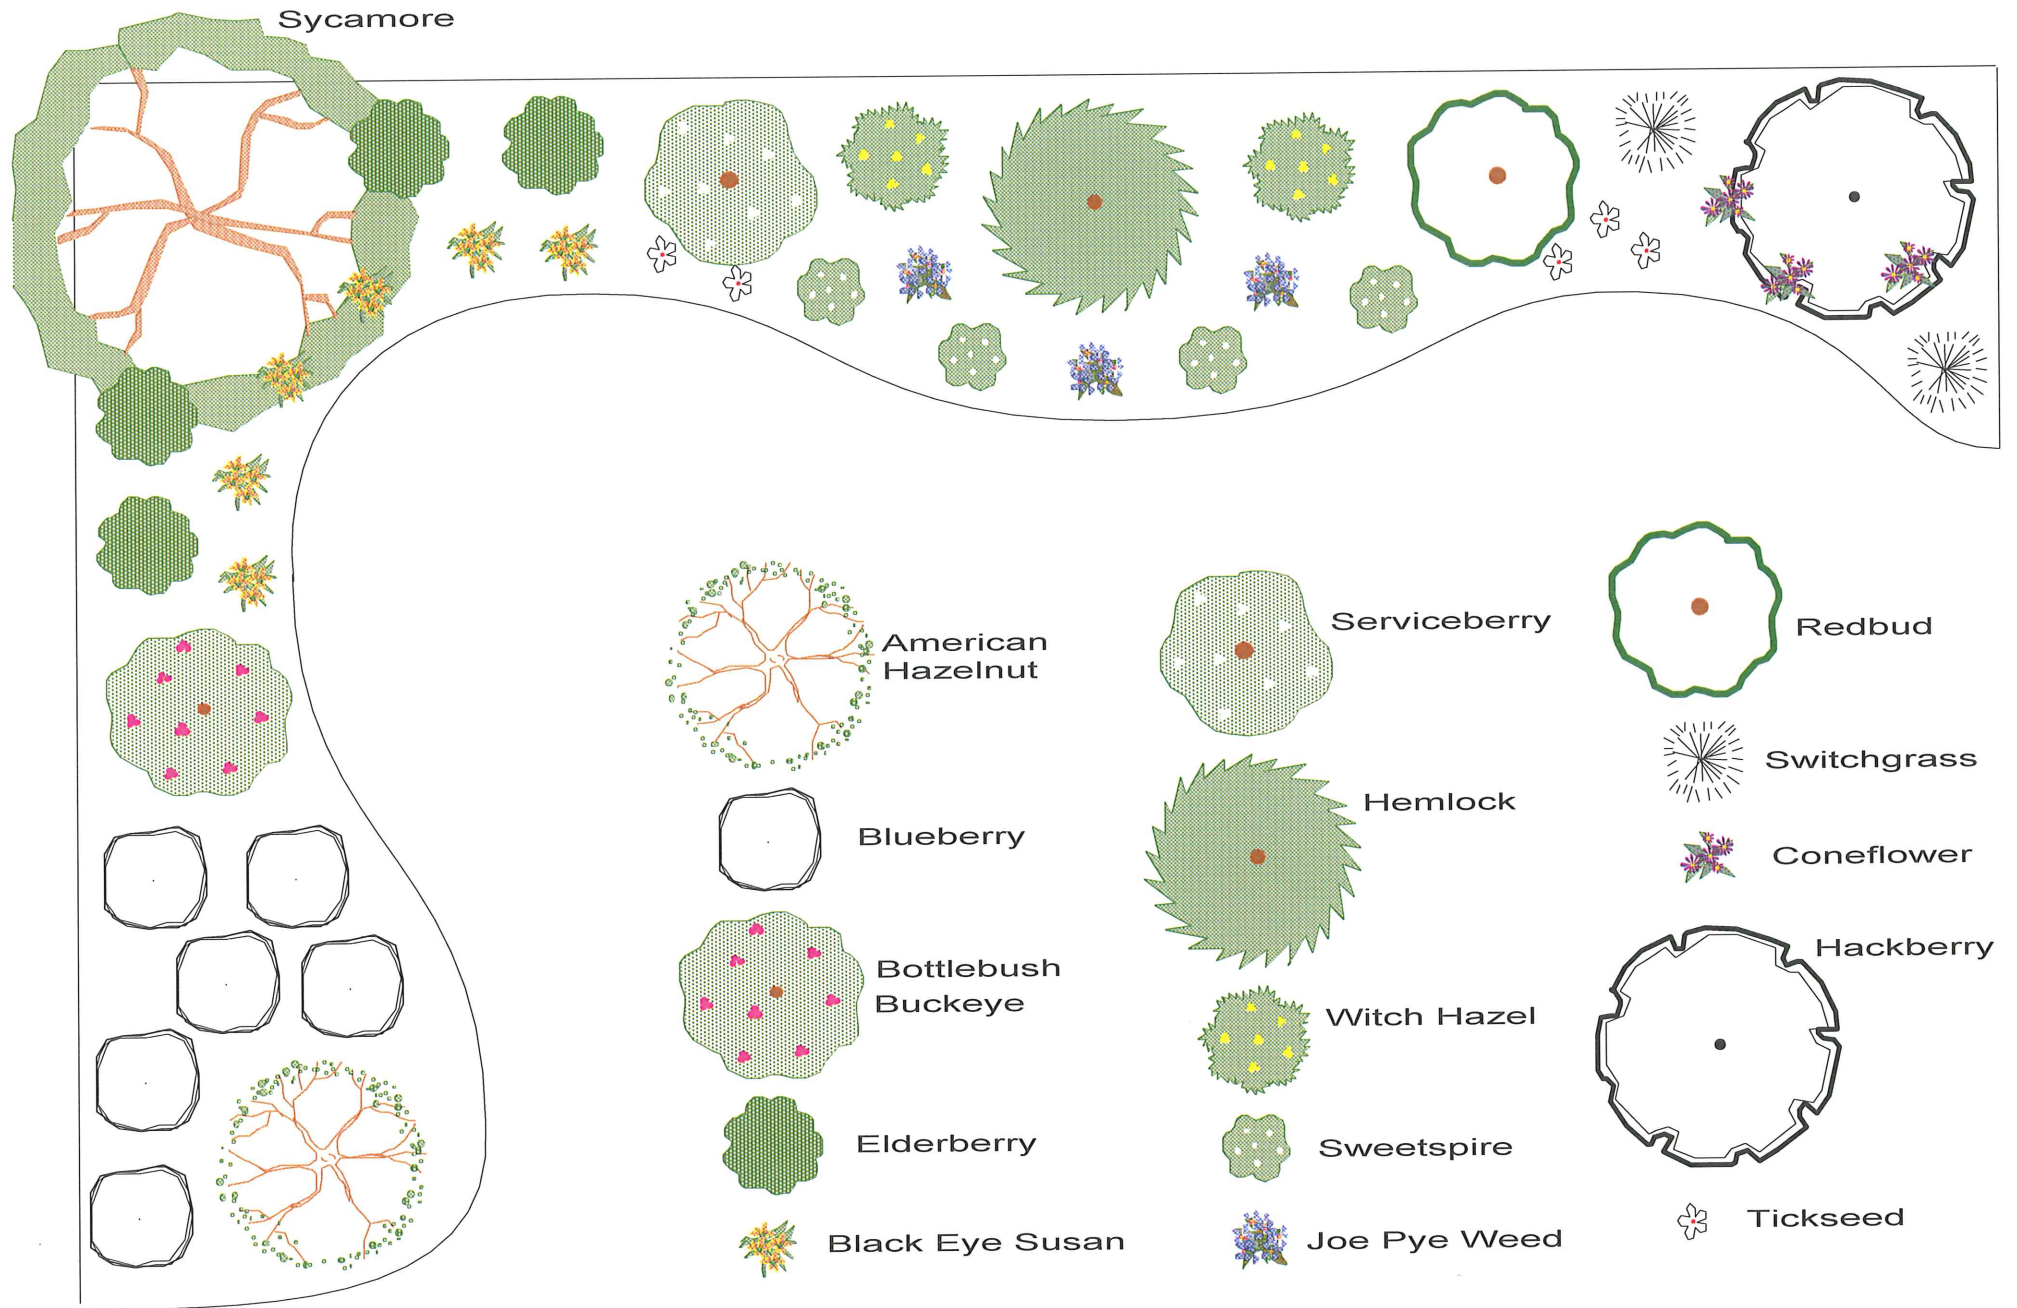 Sycamore
American
Hazelnut
Blueberry
Bottlebush
Buckeye
Elderberry
Black Eye Susan
Serviceberry
Hemlock
Witch Hazel
Sweetspire
Joe Pye Weed
Redbud
Switchgrass
Coneflower
Hackberry
Tickseed